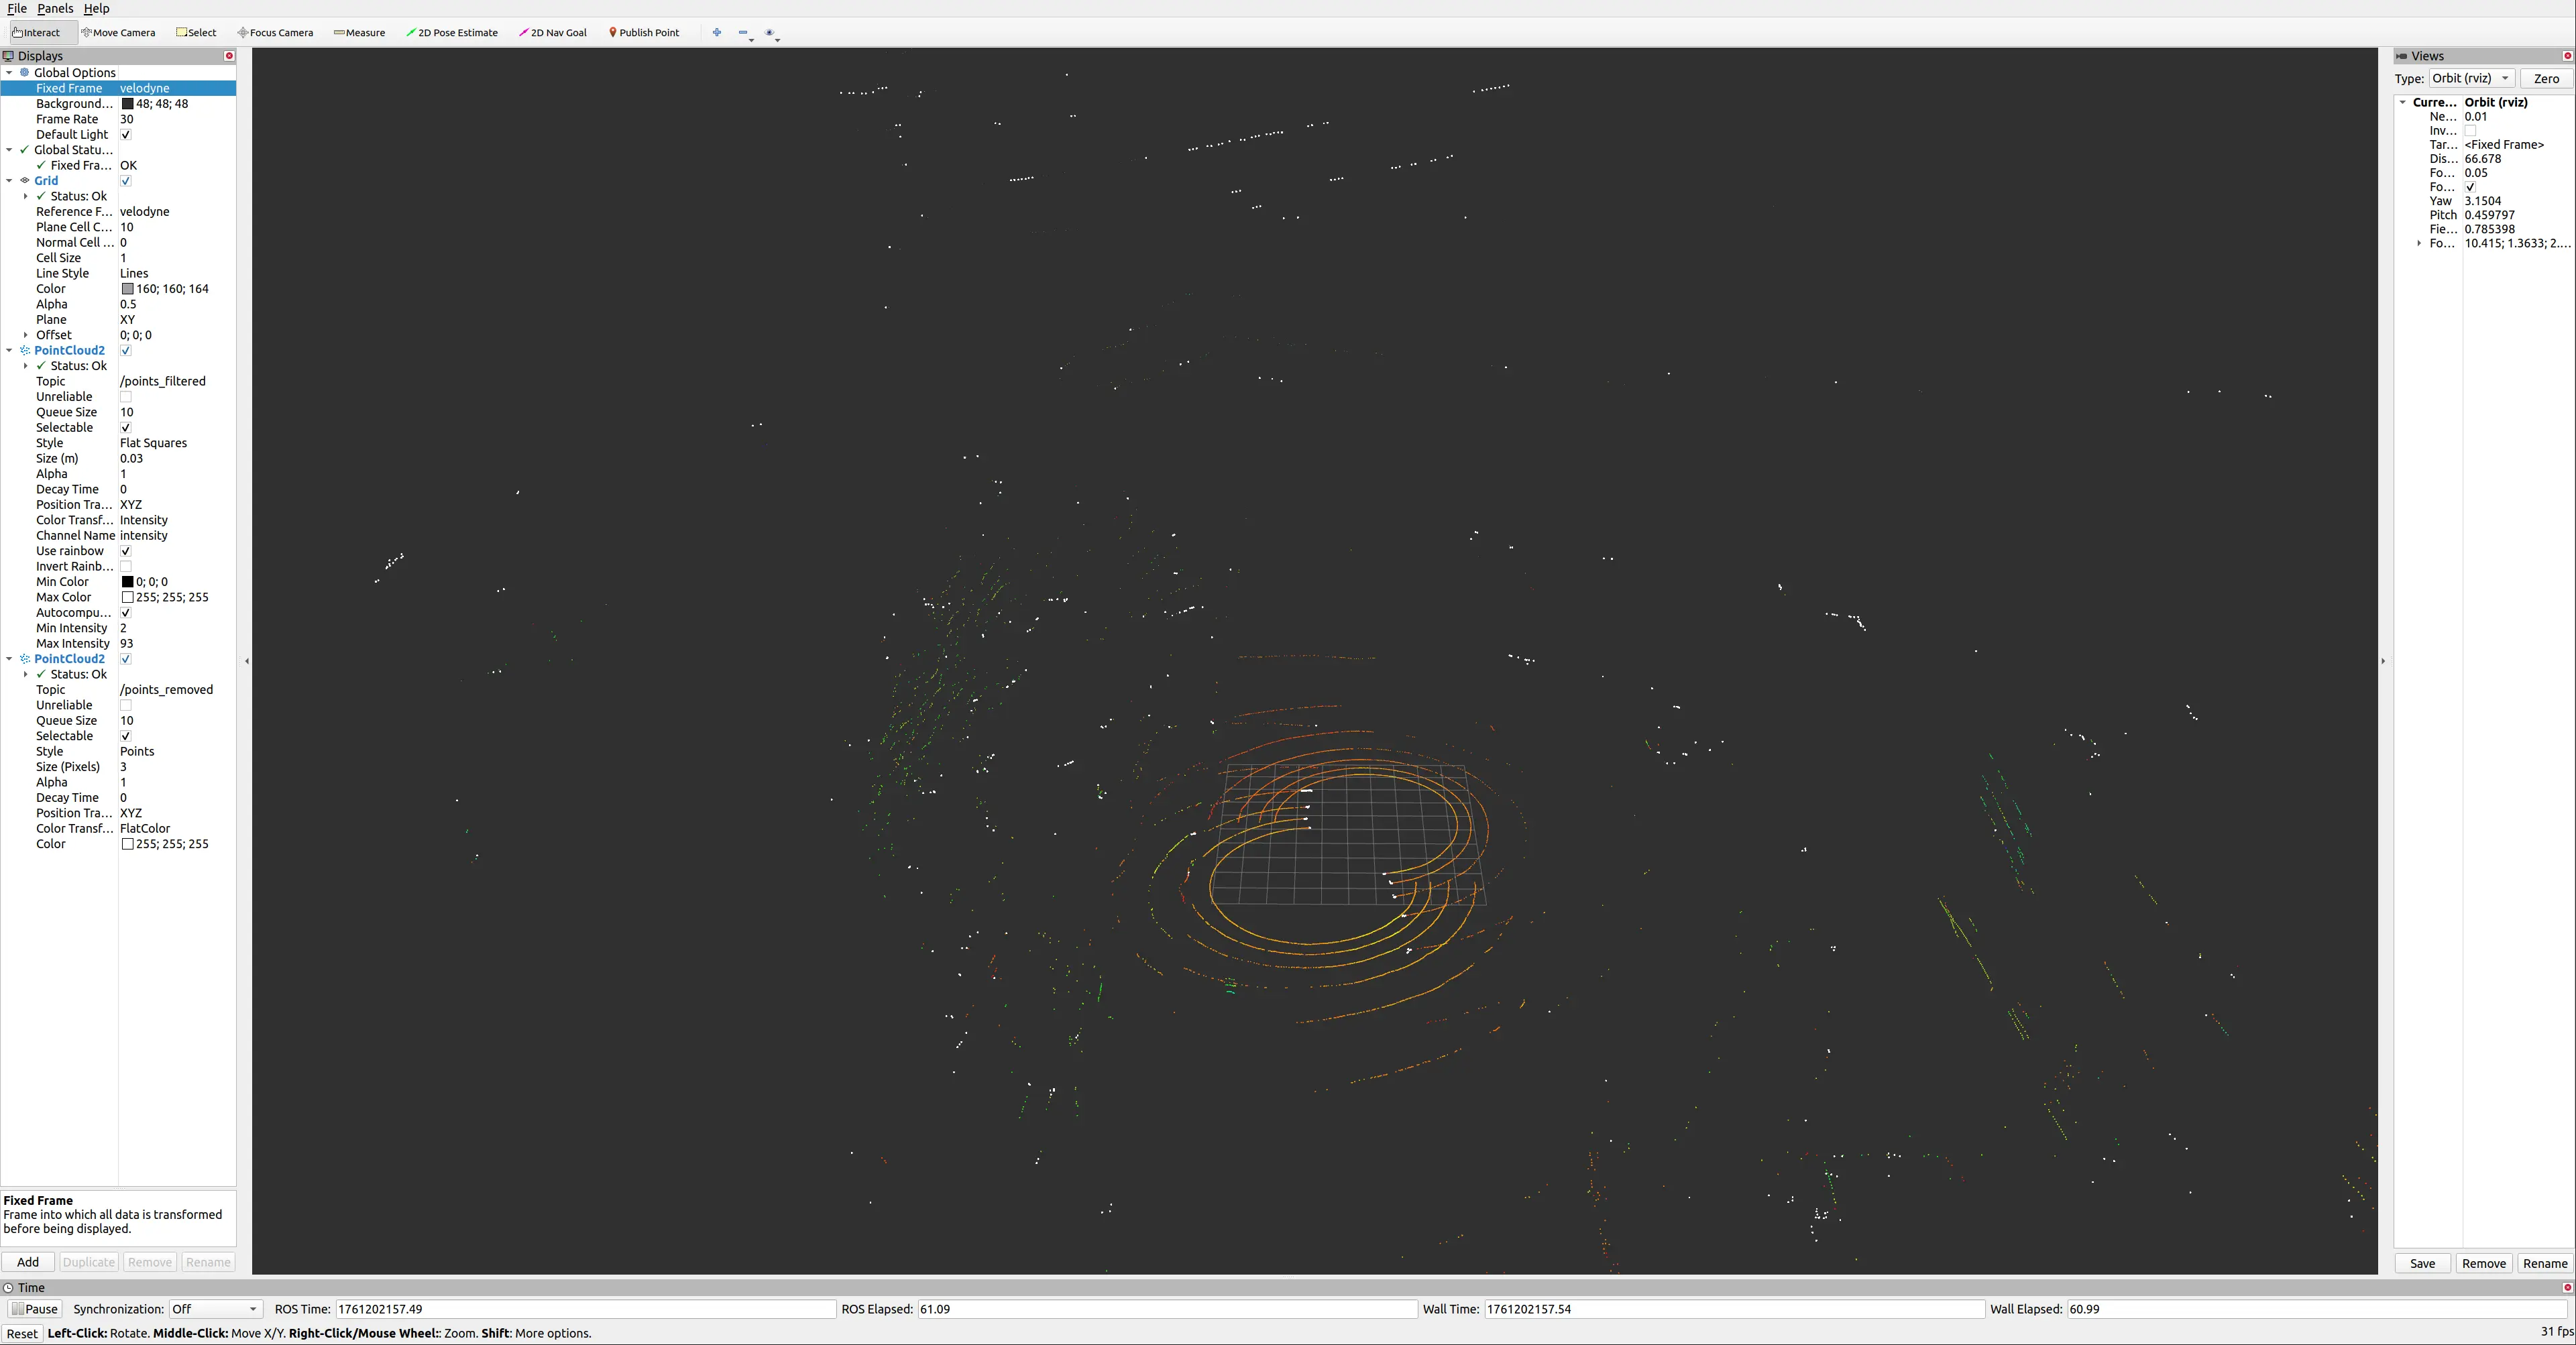 File Panels Help
Interact Move Camera Select Focus Camera Measure 2D Pose Estimate 2D Nav Goal Publish Point
Displays
Global Options
Fixed Frame velodyne
Background... 48; 48; 48
Frame Rate 30
Default Light
Global Statu...
Fixed Fra... OK
Grid
Status: Ok
Reference F... velodyne
Plane Cell C... 10
Normal Cell ... 0
Cell Size 1
Line Style Lines
Color 160; 160; 164
Alpha 0.5
Plane XY
Offset 0; 0; 0
PointCloud2
Status: Ok
Topic /points_filtered
Unreliable
Queue Size 10
Selectable
Style Flat Squares
Size (m) 0.03
Alpha 1
Decay Time 0
Position Tra... XYZ
Color Transf... Intensity
Channel Name intensity
Use rainbow
Invert Rainb...
Min Color 0; 0; 0
Max Color 255; 255; 255
Autocompu...
Min Intensity 2
Max Intensity 93
PointCloud2
Status: Ok
Topic /points_removed
Unreliable
Queue Size 10
Selectable
Style Points
Size (Pixels) 3
Alpha 1
Decay Time 0
Position Tra... XYZ
Color Transf... FlatColor
Color 255; 255; 255
Fixed Frame
Frame into which all data is transformed
before being displayed.
Add Duplicate Remove Rename
Views
Type: Orbit (rviz) Zero
Curre... Orbit (rviz)
Ne... 0.01
Inv...
Tar... <Fixed Frame>
Dis... 66.678
Fo... 0.05
Fo...
Yaw 3.1504
Pitch 0.459797
Fie... 0.785398
Fo... 10.415; 1.3633; 2....
Save Remove Rename
Time
Pause Synchronization: Off ROS Time: 1761202157.49 ROS Elapsed: 61.09 Wall Time: 1761202157.54 Wall Elapsed: 60.99
Reset Left-Click: Rotate. Middle-Click: Move X/Y. Right-Click/Mouse Wheel:: Zoom. Shift: More options. 31 fps